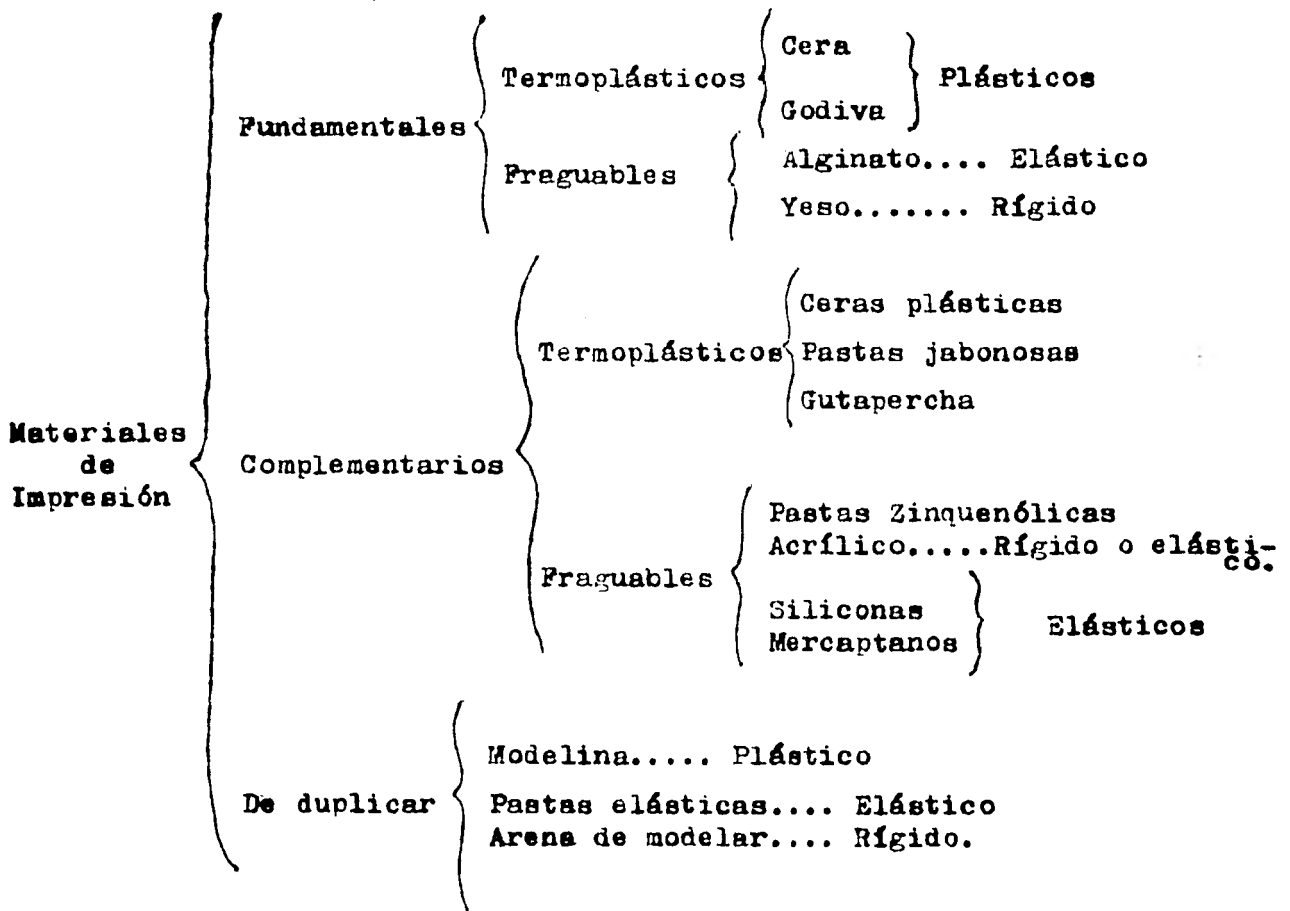 Cera
Termoplásticos
Plásticos
Godiva
Fundamentales
Alginato.... Elástico
Fraguables
Yeso....... Rígido
Ceras plásticas
Termoplásticos
Pastas jabonosas
Gutapercha
Materiales
de
Impresión
Complementarios
Pastas Zinquenólicas
Acrílico.....Rígido o elásti-
co.
Fraguables
Siliconas
Mercaptanos
Elásticos
Modelina..... Plástico
De duplicar
Pastas elásticas.... Elástico
Arena de modelar.... Rígido.